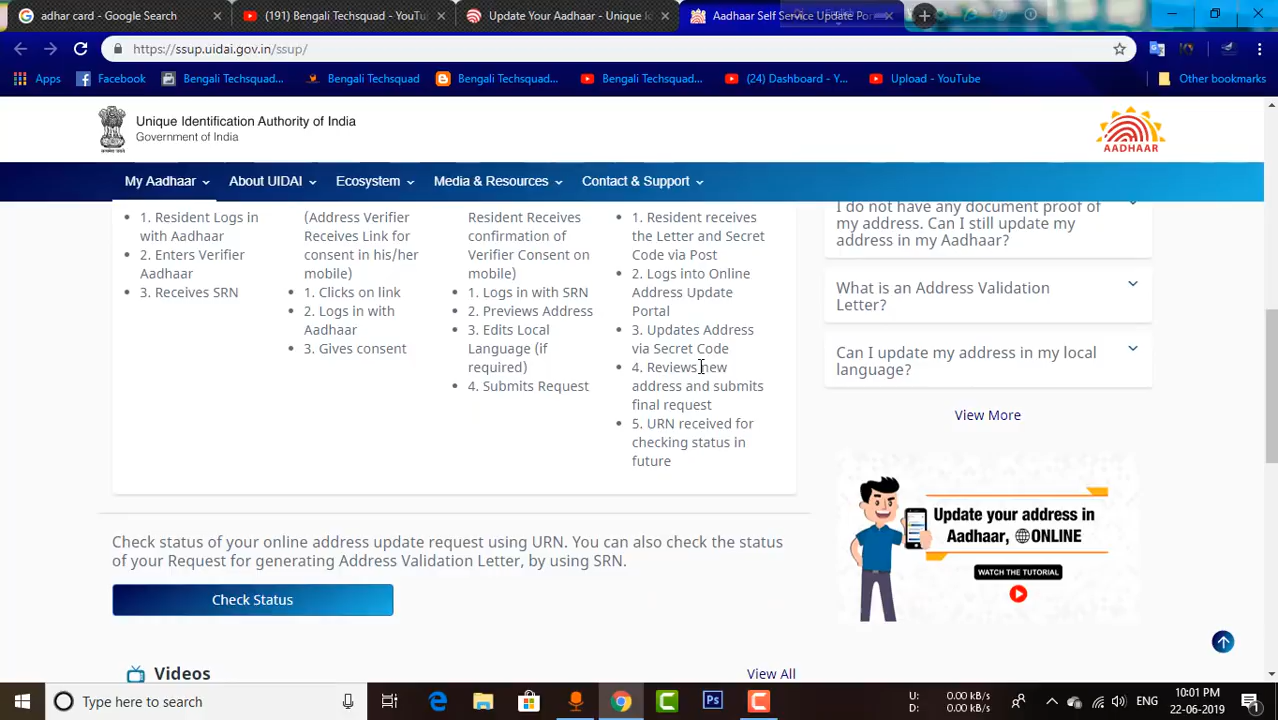 adhar card - Google Search
(191) Bengali Techsquad - YouTu
Update Your Aadhaar - Unique I
Aadhaar Self Service Update Por
https://ssup.uidai.gov.in/ssup/
Apps
Facebook
Bengali Techsquad...
Bengali Techsquad
Bengali Techsquad...
Bengali Techsquad...
(24) Dashboard - Y...
Upload - YouTube
Other bookmarks
Unique Identification Authority of India
Government of India
AADHAAR
My Aadhaar
About UIDAI
Ecosystem
Media & Resources
Contact & Support
1. Resident Logs in
with Aadhaar
2. Enters Verifier
Aadhaar
3. Receives SRN
(Address Verifier
Receives Link for
consent in his/her
mobile)
1. Clicks on link
2. Logs in with
Aadhaar
3. Gives consent
Resident Receives
confirmation of
Verifier Consent on
mobile)
1. Logs in with SRN
2. Previews Address
3. Edits Local
Language (if
required)
4. Submits Request
1. Resident receives
the Letter and Secret
Code via Post
2. Logs into Online
Address Update
Portal
3. Updates Address
via Secret Code
4. Reviews new
address and submits
final request
5. URN received for
checking status in
future
I do not have any document proof of
my address. Can I still update my
address in my Aadhaar?
What is an Address Validation
Letter?
Can I update my address in my local
language?
View More
Update your address in
Aadhaar, ONLINE
WATCH THE TUTORIAL
Check status of your online address update request using URN. You can also check the status
of your Request for generating Address Validation Letter, by using SRN.
Check Status
Videos
View All
Type here to search
Ps
U: 0.00 kB/s
D: 0.00 kB/s
ENG
10:01 PM
22-06-2019